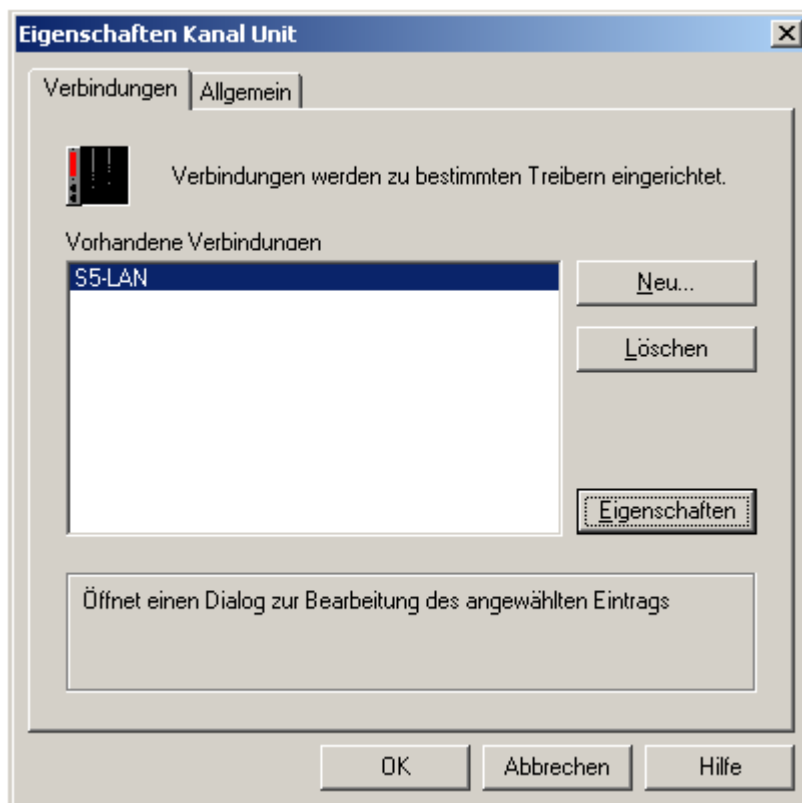 Eigenschaften Kanal Unit
Verbindungen
Allgemein
Verbindungen werden zu bestimmten Treibern eingerichtet.
Vorhandene Verbindungen
S5-LAN
Neu...
Löschen
Eigenschaften
Öffnet einen Dialog zur Bearbeitung des angewählten Eintrags
OK
Abbrechen
Hilfe